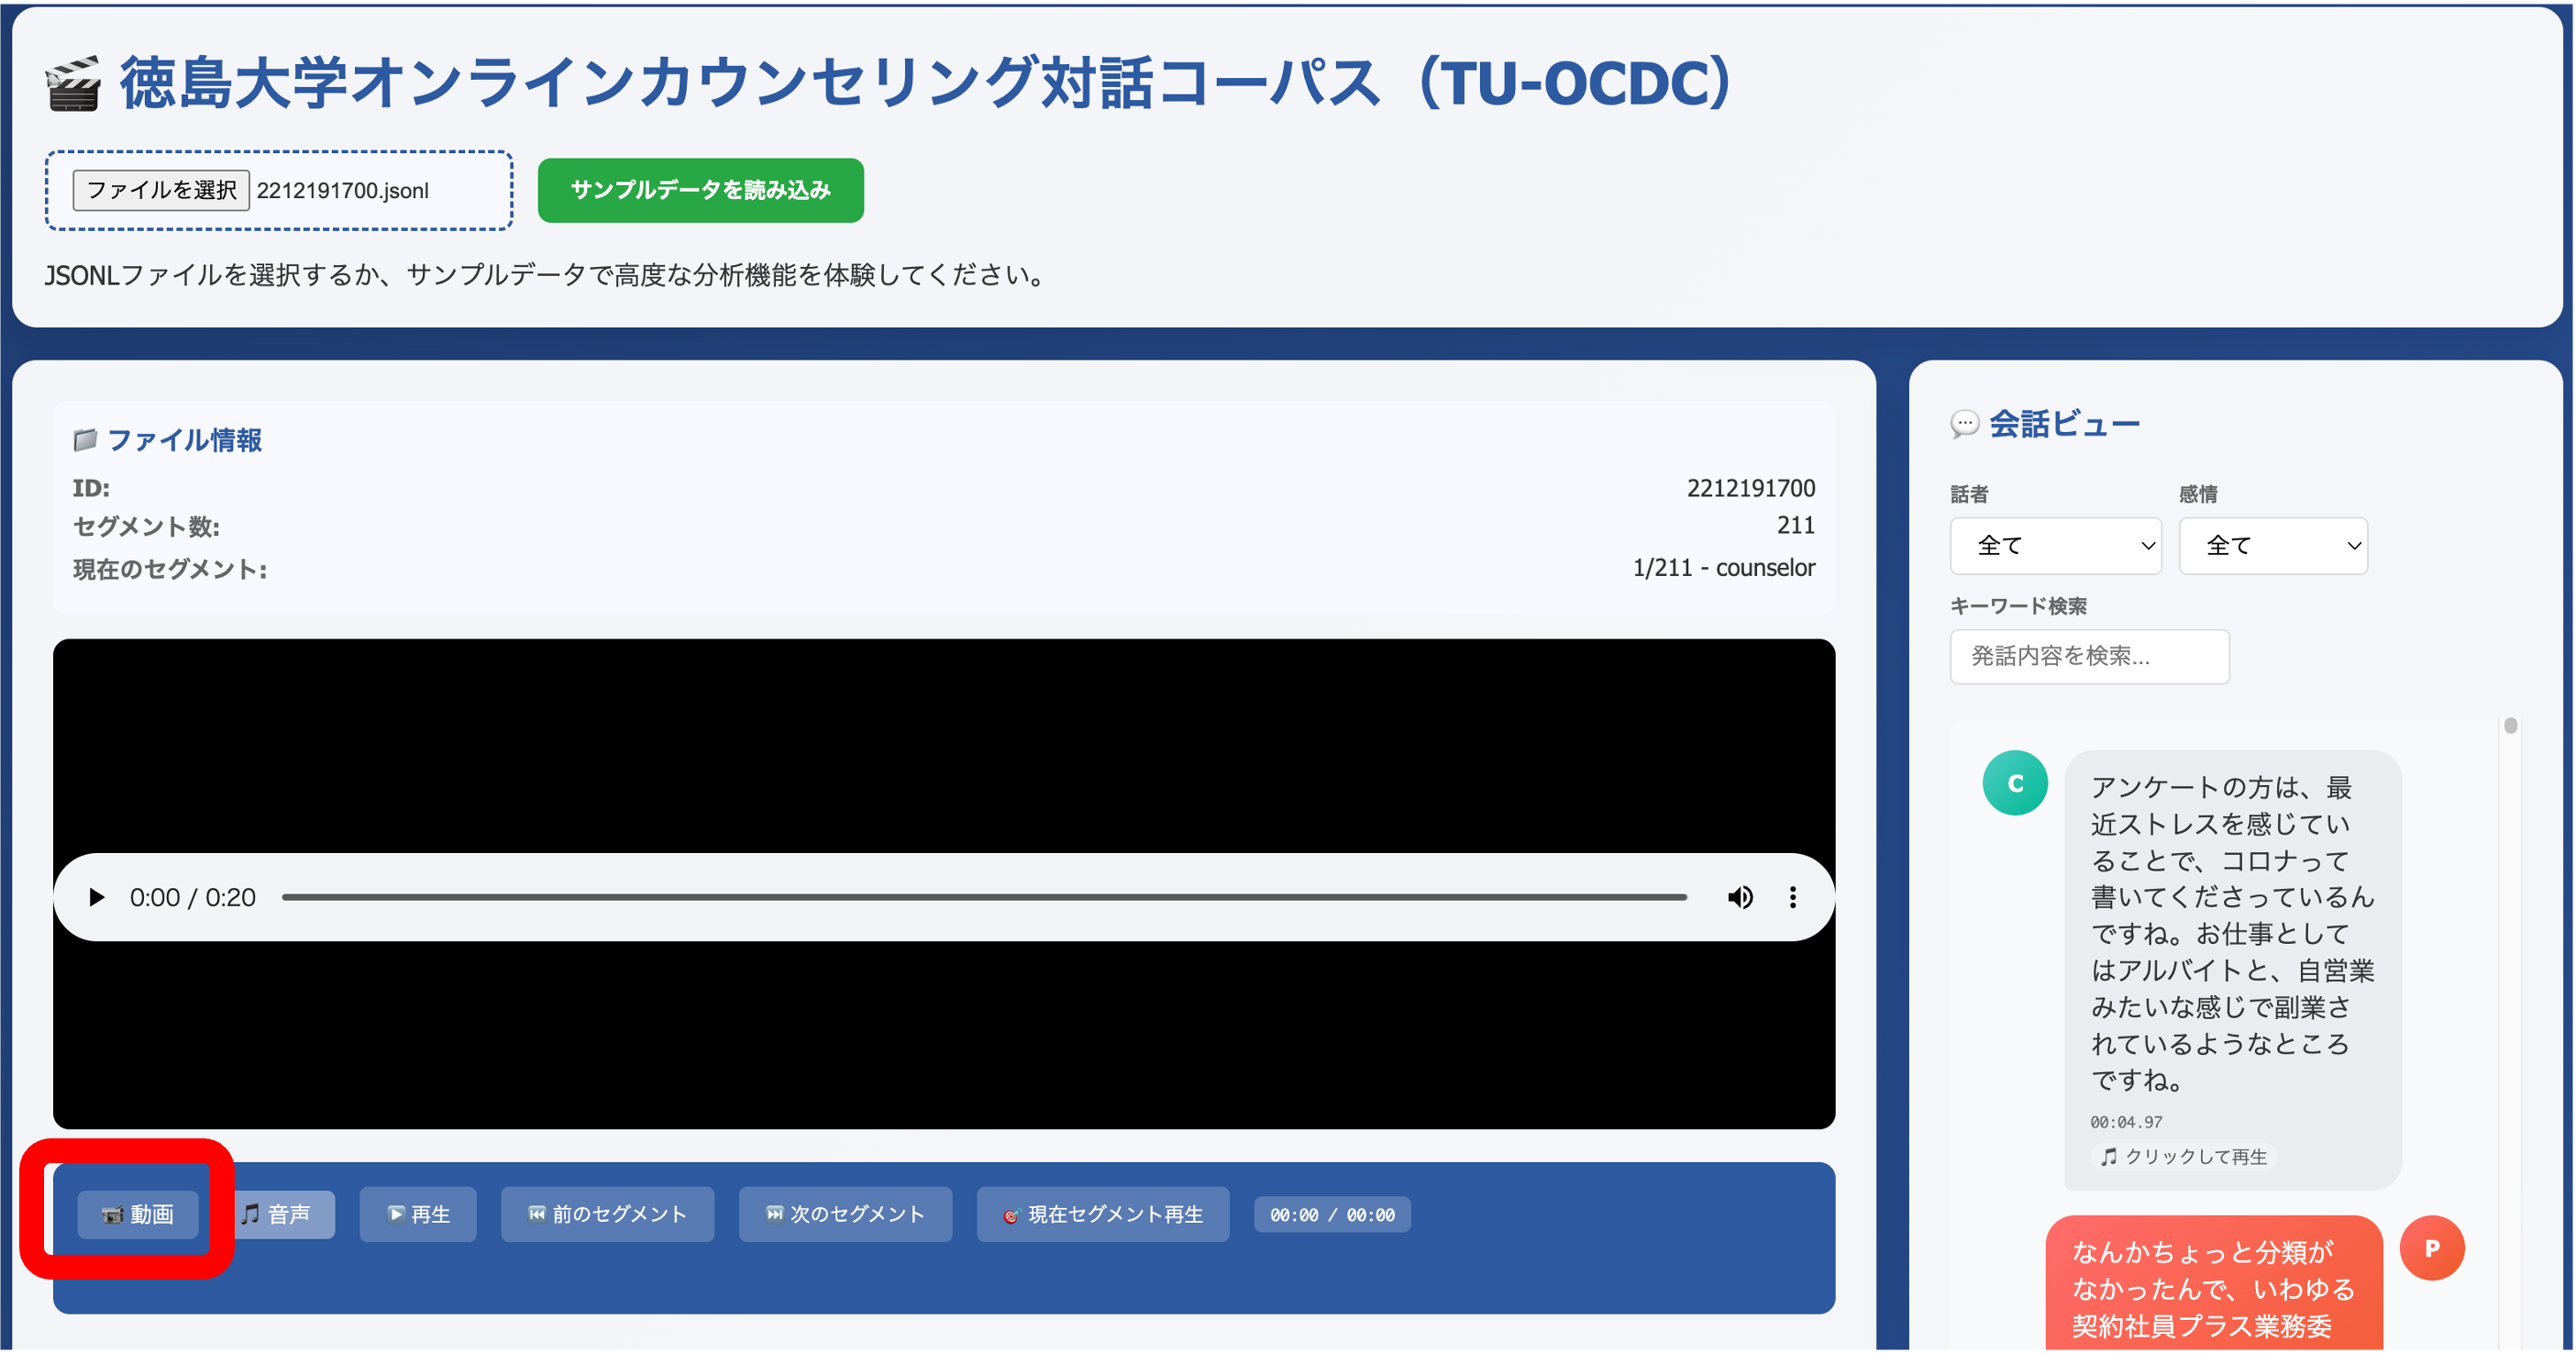 徳島大学オンラインカウンセリング対話コーパス（TU-OCDC）
ファイルを選択 2212191700.jsonl
サンプルデータを読み込み
JSONLファイルを選択するか、サンプルデータで高度な分析機能を体験してください。
ファイル情報
ID: 2212191700
セグメント数: 211
現在のセグメント: 1/211 - counselor
0:00 / 0:20
動画
音声
再生
前のセグメント
次のセグメント
現在セグメント再生
00:00 / 00:00
会話ビュー
話者 感情
全て 全て
キーワード検索
発話内容を検索...
C
アンケートの方は、最
近ストレスを感じてい
ることで、コロナって
書いてくださっているん
ですね。お仕事として
はアルバイトと、自営業
みたいな感じで副業さ
れているようなところ
ですね。
00:04.97
クリックして再生
P
なんかちょっと分類が
なかったんで、いわゆる
契約社員プラス業務委